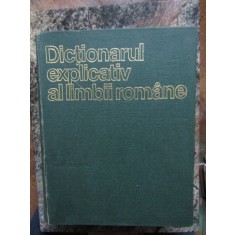 Dicționarul
explicativ
al limbii române